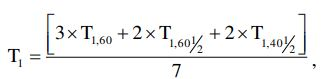 T₁ = [3 × T₁,₆₀ + 2 × T₁,₆₀½ + 2 × T₁,₄₀½] / 7 ,